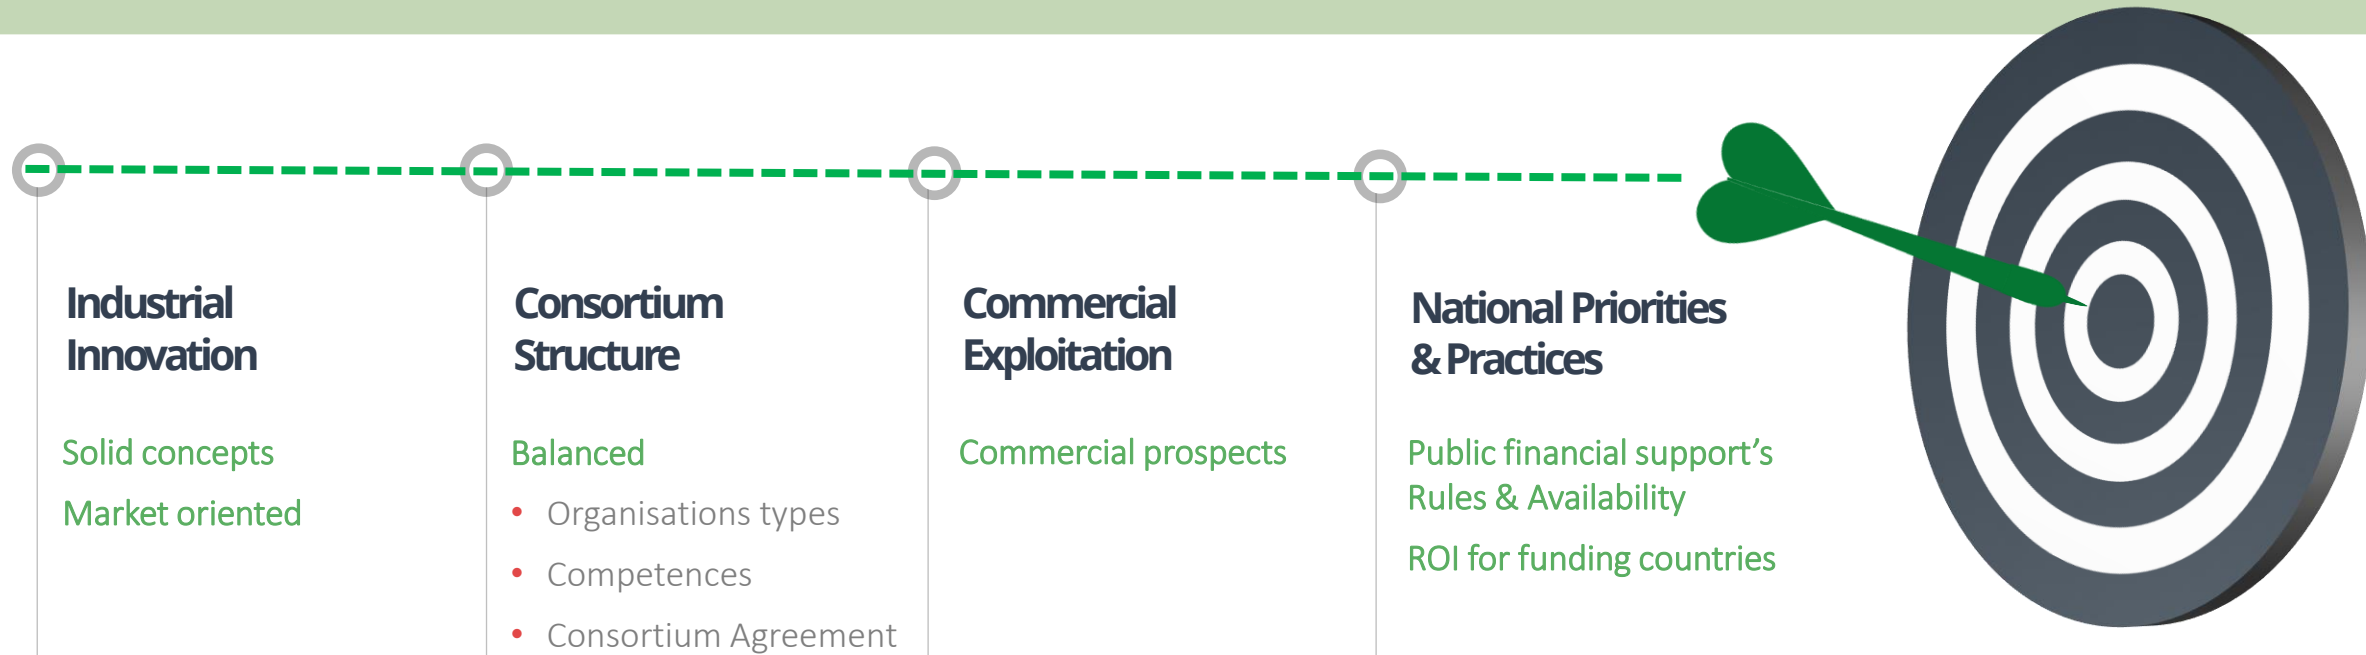 Industrial
Innovation
Solid concepts
Market oriented
Consortium
Structure
Balanced
• Organisations types
• Competences
• Consortium Agreement
Commercial
Exploitation
Commercial prospects
National Priorities
& Practices
Public financial support’s
Rules & Availability
ROI for funding countries